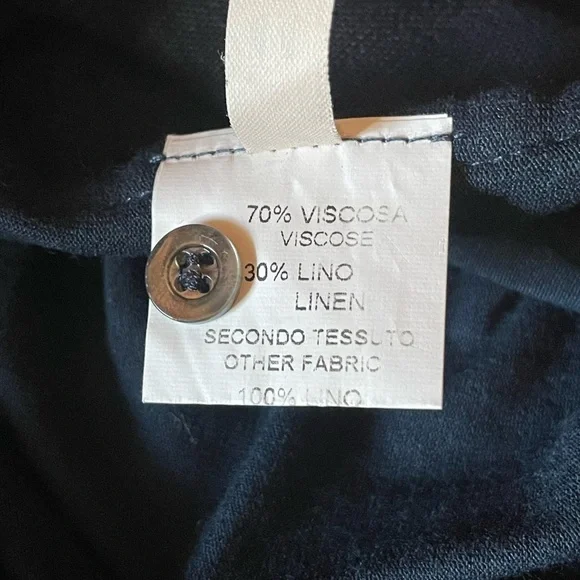 70% VISCOSA
VISCOSE
30% LINO
LINEN
SECONDO TESSUTO
OTHER FABRIC
100% LINO